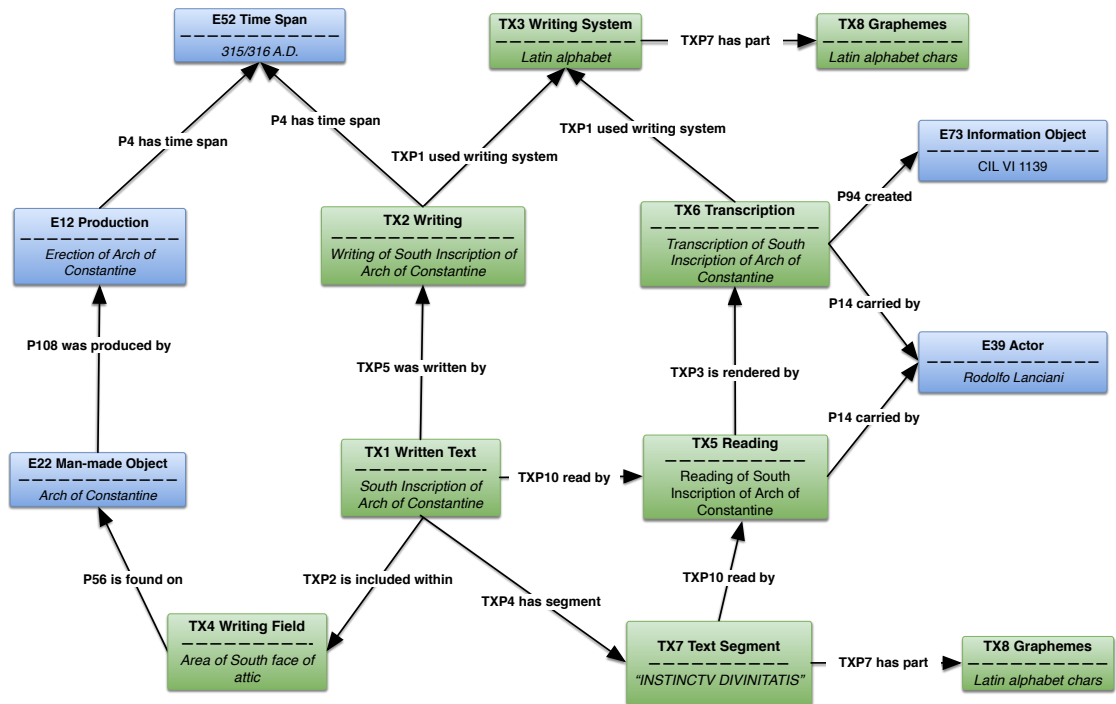 E52 Time Span
315/316 A.D.
TX3 Writing System
Latin alphabet
TXP7 has part
TX8 Graphemes
Latin alphabet chars
P4 has time span
P4 has time span
TXP1 used writing system
TXP1 used writing system
E73 Information Object
CIL VI 1139
P94 created
E12 Production
Erection of Arch of
Constantine
TX2 Writing
Writing of South Inscription of
Arch of Constantine
TX6 Transcription
Transcription of South
Inscription of Arch of
Constantine
P14 carried by
P108 was produced by
TXP5 was written by
TXP3 is rendered by
E39 Actor
Rodolfo Lanciani
P14 carried by
E22 Man-made Object
Arch of Constantine
TX1 Written Text
South Inscription of
Arch of Constantine
TXP10 read by
TX5 Reading
Reading of South
Inscription of Arch of
Constantine
P56 is found on
TXP2 is included within
TXP4 has segment
TXP10 read by
TX4 Writing Field
Area of South face of
attic
TX7 Text Segment
“INSTINCTV DIVINITATIS”
TXP7 has part
TX8 Graphemes
Latin alphabet chars